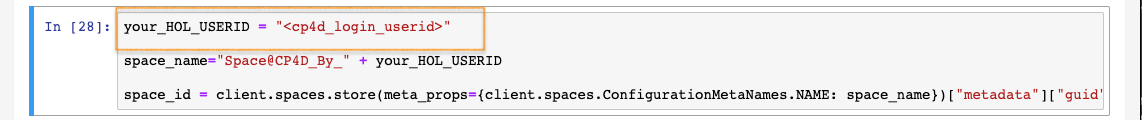 In [28]: your_HOL_USERID = "<cp4d_login_userid>"
space_name="Space@CP4D_By_" + your_HOL_USERID
space_id = client.spaces.store(meta_props={client.spaces.ConfigurationMetaNames.NAME: space_name})["metadata"]["guid'